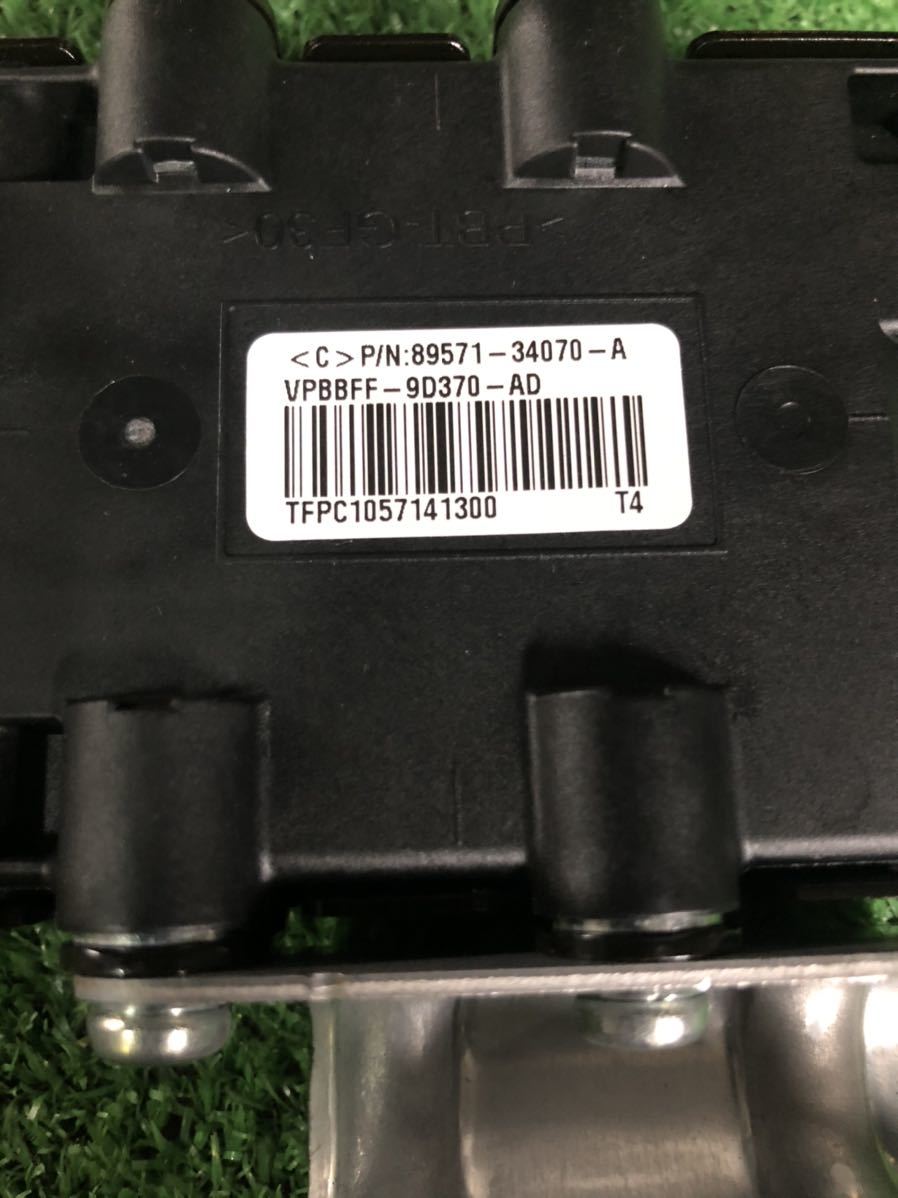 >PBT-GF30<
<C>P/N:89571-34070-A
VPBBFF-9D370-AD
TFPC1057141300 T4